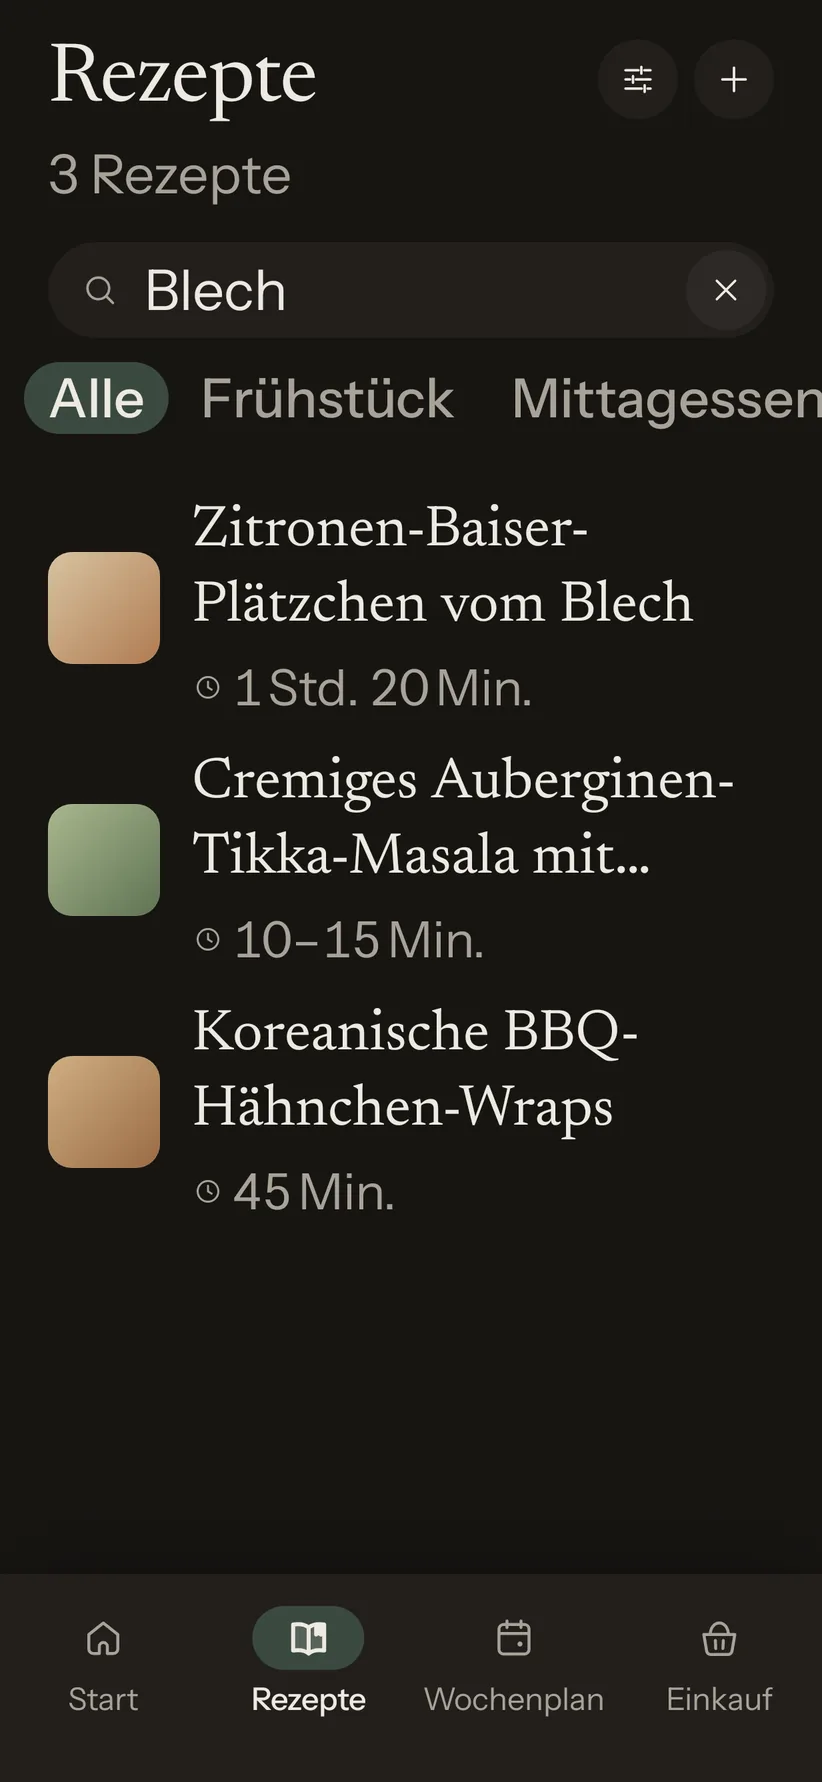 Rezepte
3 Rezepte
Blech
Alle Frühstück Mittagessen
Zitronen-Baiser-
Plätzchen vom Blech
1 Std. 20 Min.
Cremiges Auberginen-
Tikka-Masala mit…
10–15 Min.
Koreanische BBQ-
Hähnchen-Wraps
45 Min.
Start Rezepte Wochenplan Einkauf